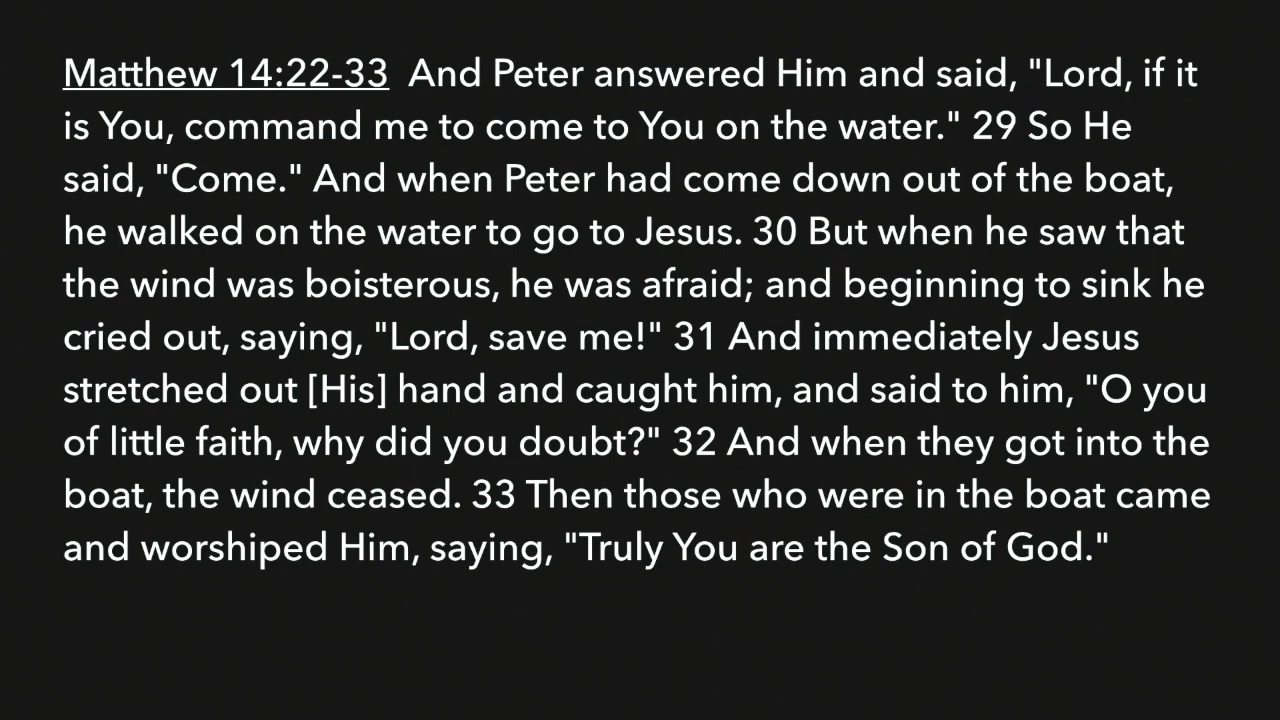 Matthew 14:22-33  And Peter answered Him and said, "Lord, if it
is You, command me to come to You on the water." 29 So He
said, "Come." And when Peter had come down out of the boat,
he walked on the water to go to Jesus. 30 But when he saw that
the wind was boisterous, he was afraid; and beginning to sink he
cried out, saying, "Lord, save me!" 31 And immediately Jesus
stretched out [His] hand and caught him, and said to him, "O you
of little faith, why did you doubt?" 32 And when they got into the
boat, the wind ceased. 33 Then those who were in the boat came
and worshiped Him, saying, "Truly You are the Son of God."